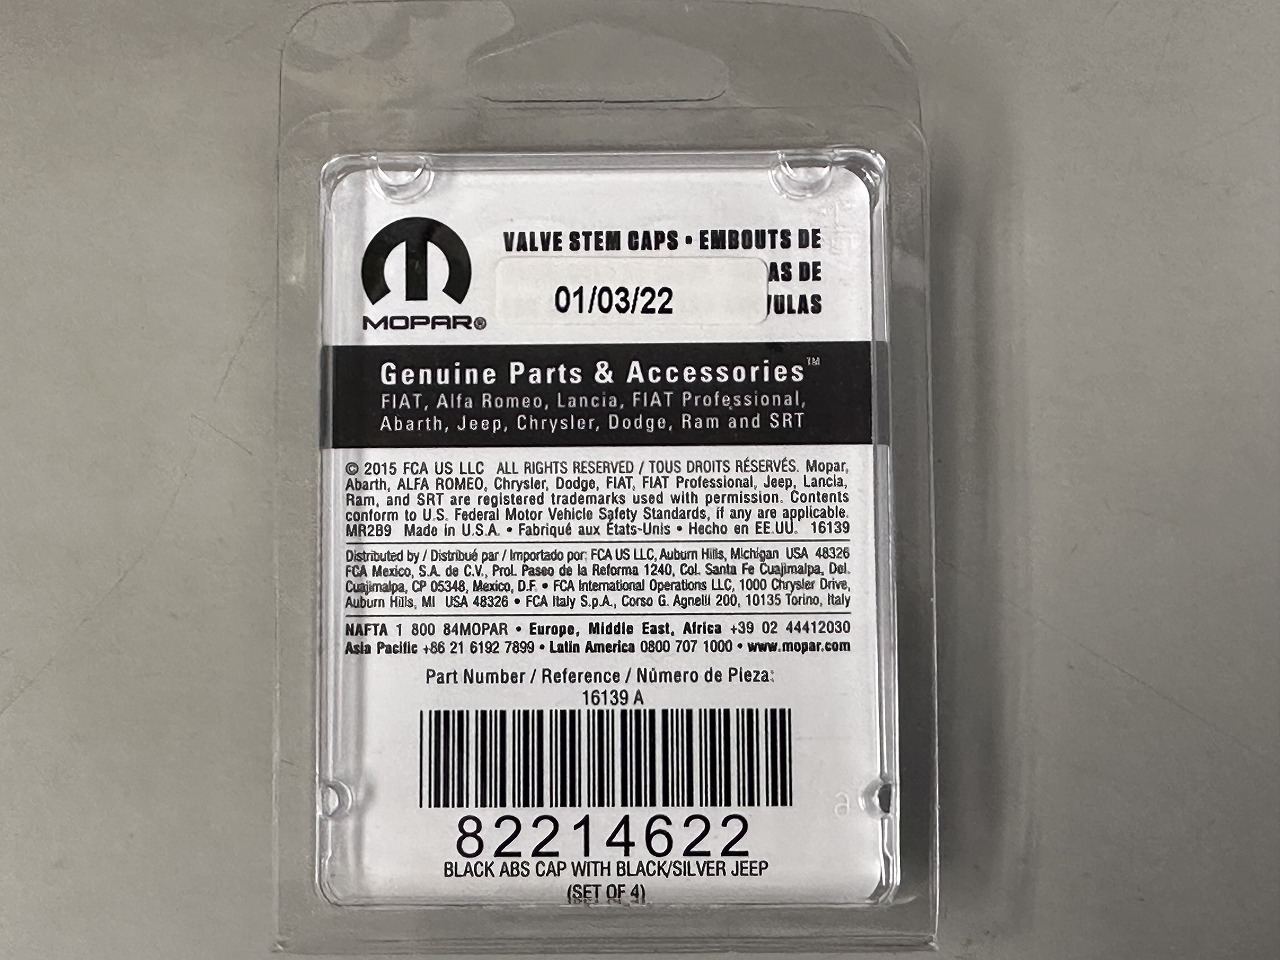 VALVE STEM CAPS • EMBOUTS DE
AS DE
01/03/22
VULAS
MOPAR®
Genuine Parts & Accessories™
FIAT, Alfa Romeo, Lancia, FIAT Professional,
Abarth, Jeep, Chrysler, Dodge, Ram and SRT
© 2015 FCA US LLC ALL RIGHTS RESERVED / TOUS DROITS RÉSERVÉS. Mopar,
Abarth, ALFA ROMEO, Chrysler, Dodge, FIAT, FIAT Professional, Jeep, Lancia,
Ram, and SRT are registered trademarks used with permission. Contents
conform to U.S. Federal Motor Vehicle Safety Standards, if any are applicable.
MR2B9 Made in U.S.A. • Fabriqué aux États-Unis • Hecho en EE.UU. 16139
Distributed by / Distribué par / Importado por: FCA US LLC, Auburn Hills, Michigan USA 48326
FCA Mexico, S.A. de C.V., Prol. Paseo de la Reforma 1240, Col. Santa Fe Cuajimalpa, Del.
Cuajimalpa, CP 05348, Mexico, D.F. • FCA International Operations LLC, 1000 Chrysler Drive,
Auburn Hills, MI USA 48326 • FCA Italy S.p.A., Corso G. Agnelli 200, 10135 Torino, Italy
NAFTA 1 800 84MOPAR • Europe, Middle East, Africa +39 02 44412030
Asia Pacific +86 21 6192 7899 • Latin America 0800 707 1000 • www.mopar.com
Part Number / Reference / Número de Pieza:
16139 A
82214622
BLACK ABS CAP WITH BLACK/SILVER JEEP
(SET OF 4)